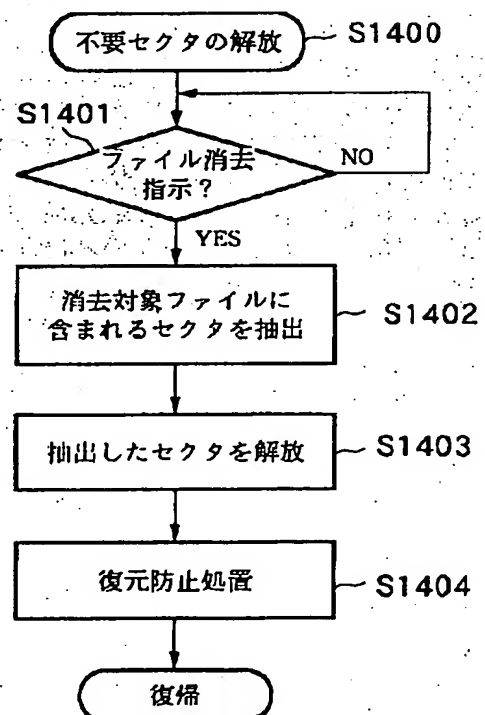 不要セクタの解放
S1400
S1401
ファイル消去
指示?
NO
YES
消去対象ファイルに
含まれるセクタを抽出
S1402
抽出したセクタを解放
S1403
復元防止処置
S1404
復帰